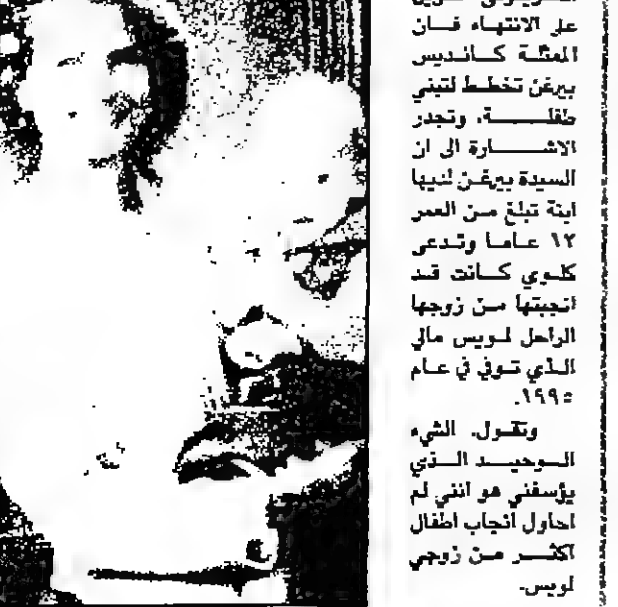 على الانتهاء فان
الممثلة كانديس
بيرغن تخطط لتبني
طفلة، وتجدر
الاشارة الى ان
السيدة بيرغن لديها
ابنة تبلغ من العمر
١٢ عاما وتدعى
كلوي كانت قد
انجبتها من زوجها
الراحل لويس مالي
الذي توفي في عام
١٩٩٥.
وتقول. الشيء
الوحيد الذي
يؤسفني هو انني لم
احاول انجاب اطفال
اكثر من زوجي
لويس.